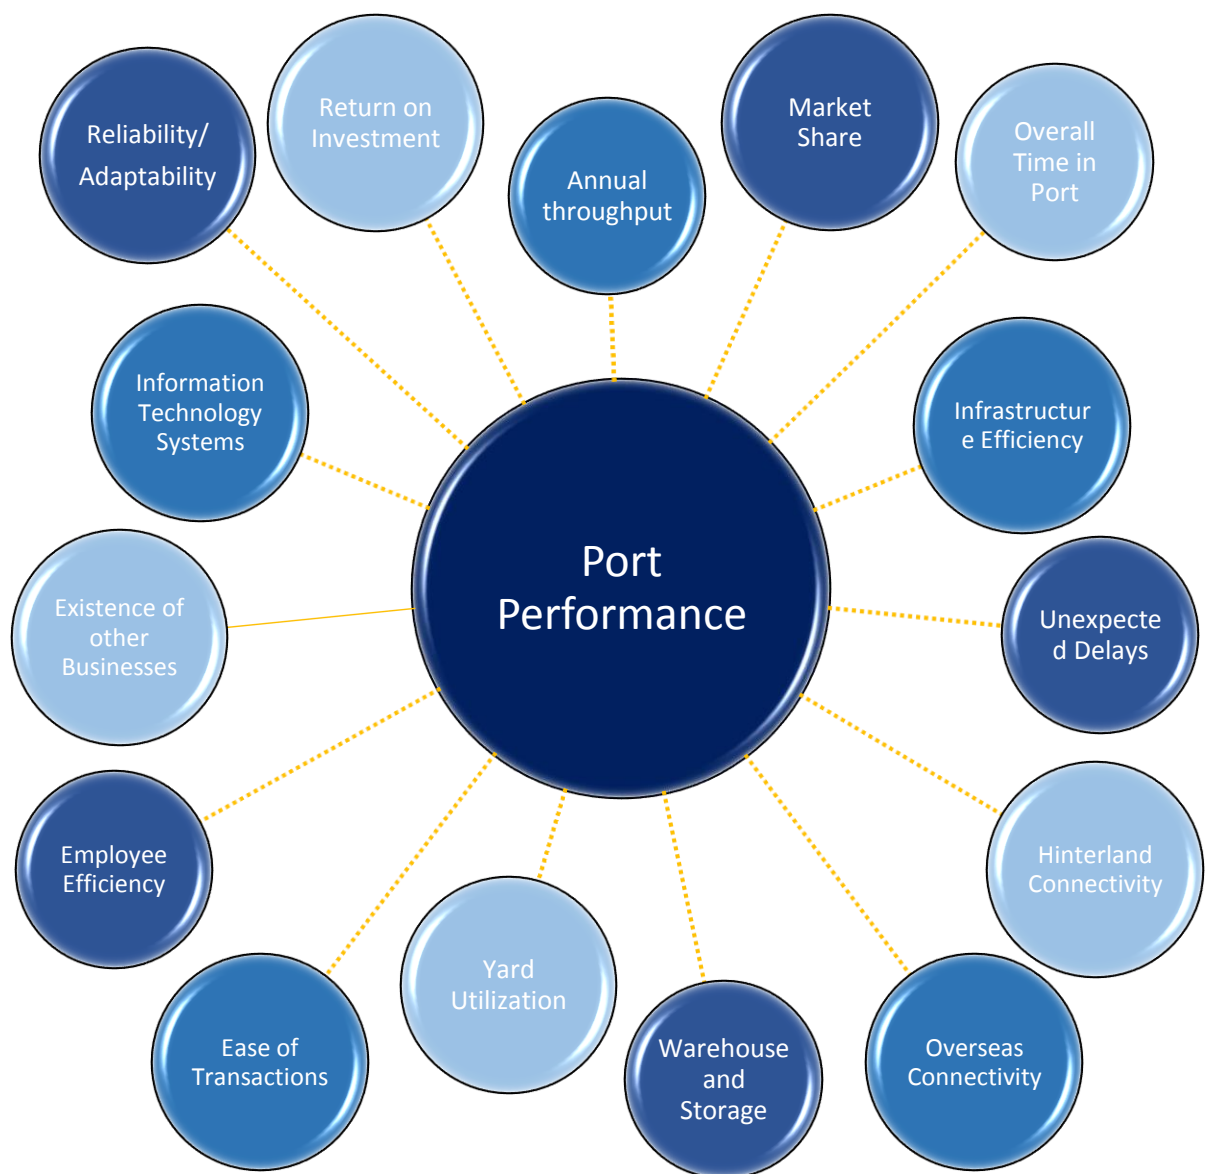 Reliability/
Adaptability
Return on
Investment
Annual
throughput
Market
Share
Overall
Time in
Port
Information
Technology
Systems
Infrastructur
e Efficiency
Port
Performance
Existence of
other
Businesses
Unexpecte
d Delays
Employee
Efficiency
Hinterland
Connectivity
Ease of
Transactions
Yard
Utilization
Warehouse
and
Storage
Overseas
Connectivity